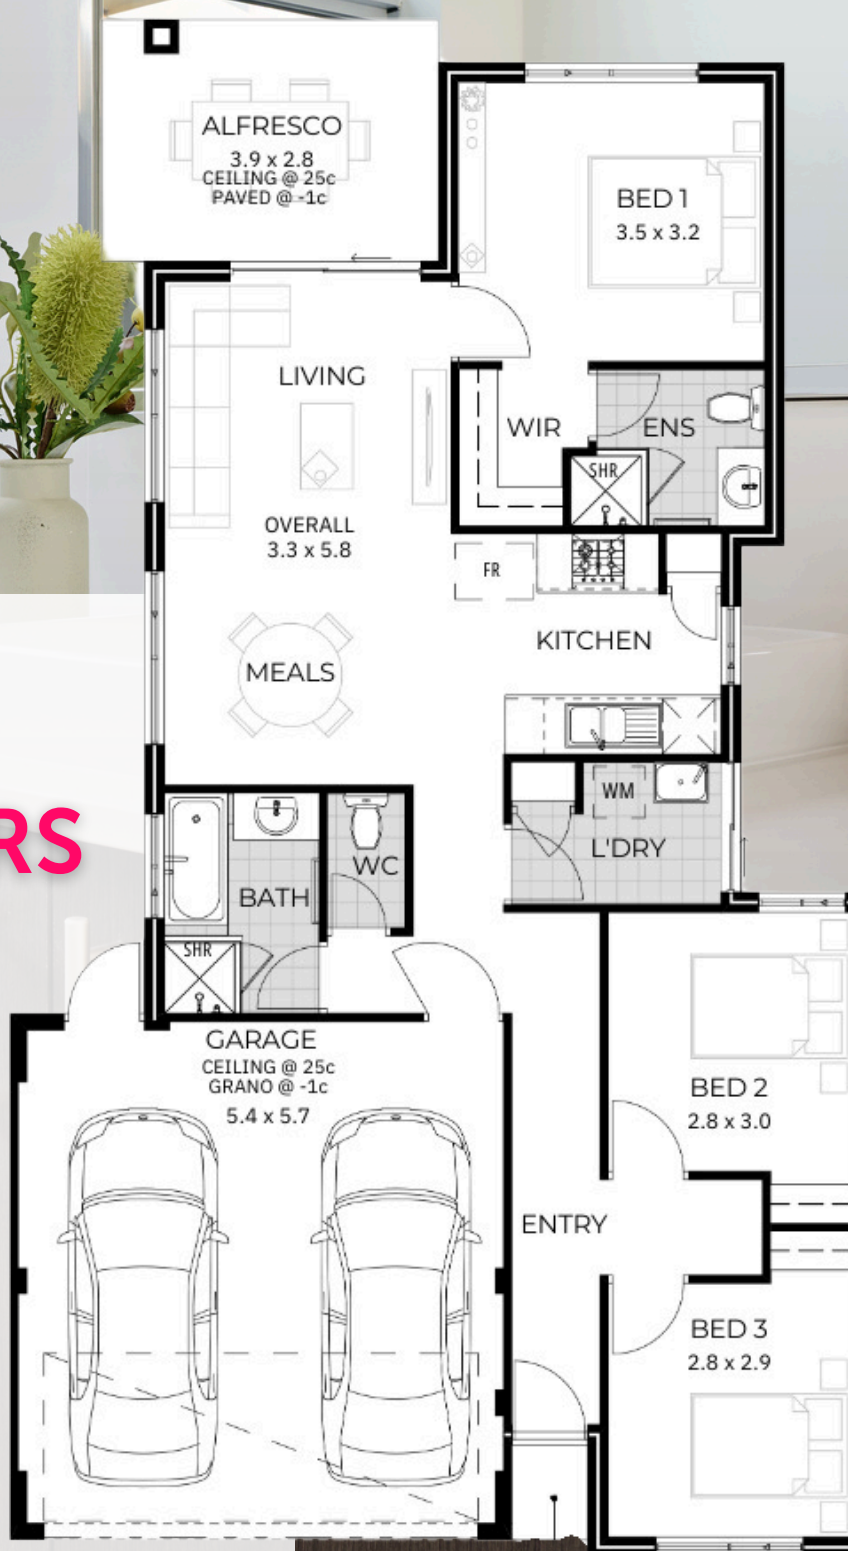 ALFRESCO
3.9 x 2.8
CEILING @ 25c
PAVED @ -1c
BED 1
3.5 x 3.2
LIVING
WIR
ENS
SHR
OVERALL
3.3 x 5.8
FR
KITCHEN
MEALS
WM
L'DRY
RS
WC
BATH
SHR
GARAGE
CEILING @ 25c
GRANO @ -1c
5.4 x 5.7
BED 2
2.8 x 3.0
ENTRY
BED 3
2.8 x 2.9